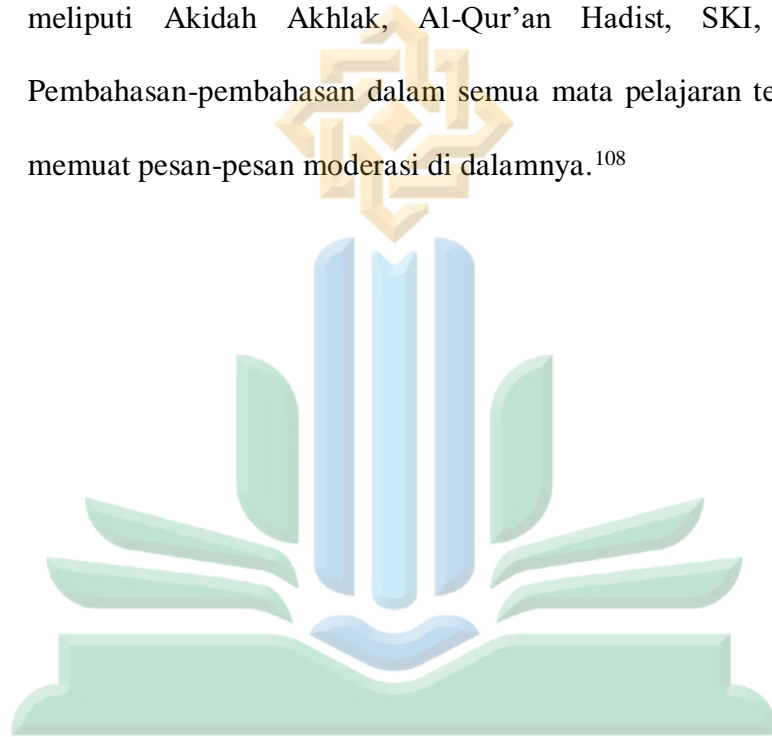 meliputi Akidah Akhlak, Al-Qur’an Hadist, SKI,
Pembahasan-pembahasan dalam semua mata pelajaran te
memuat pesan-pesan moderasi di dalamnya.108